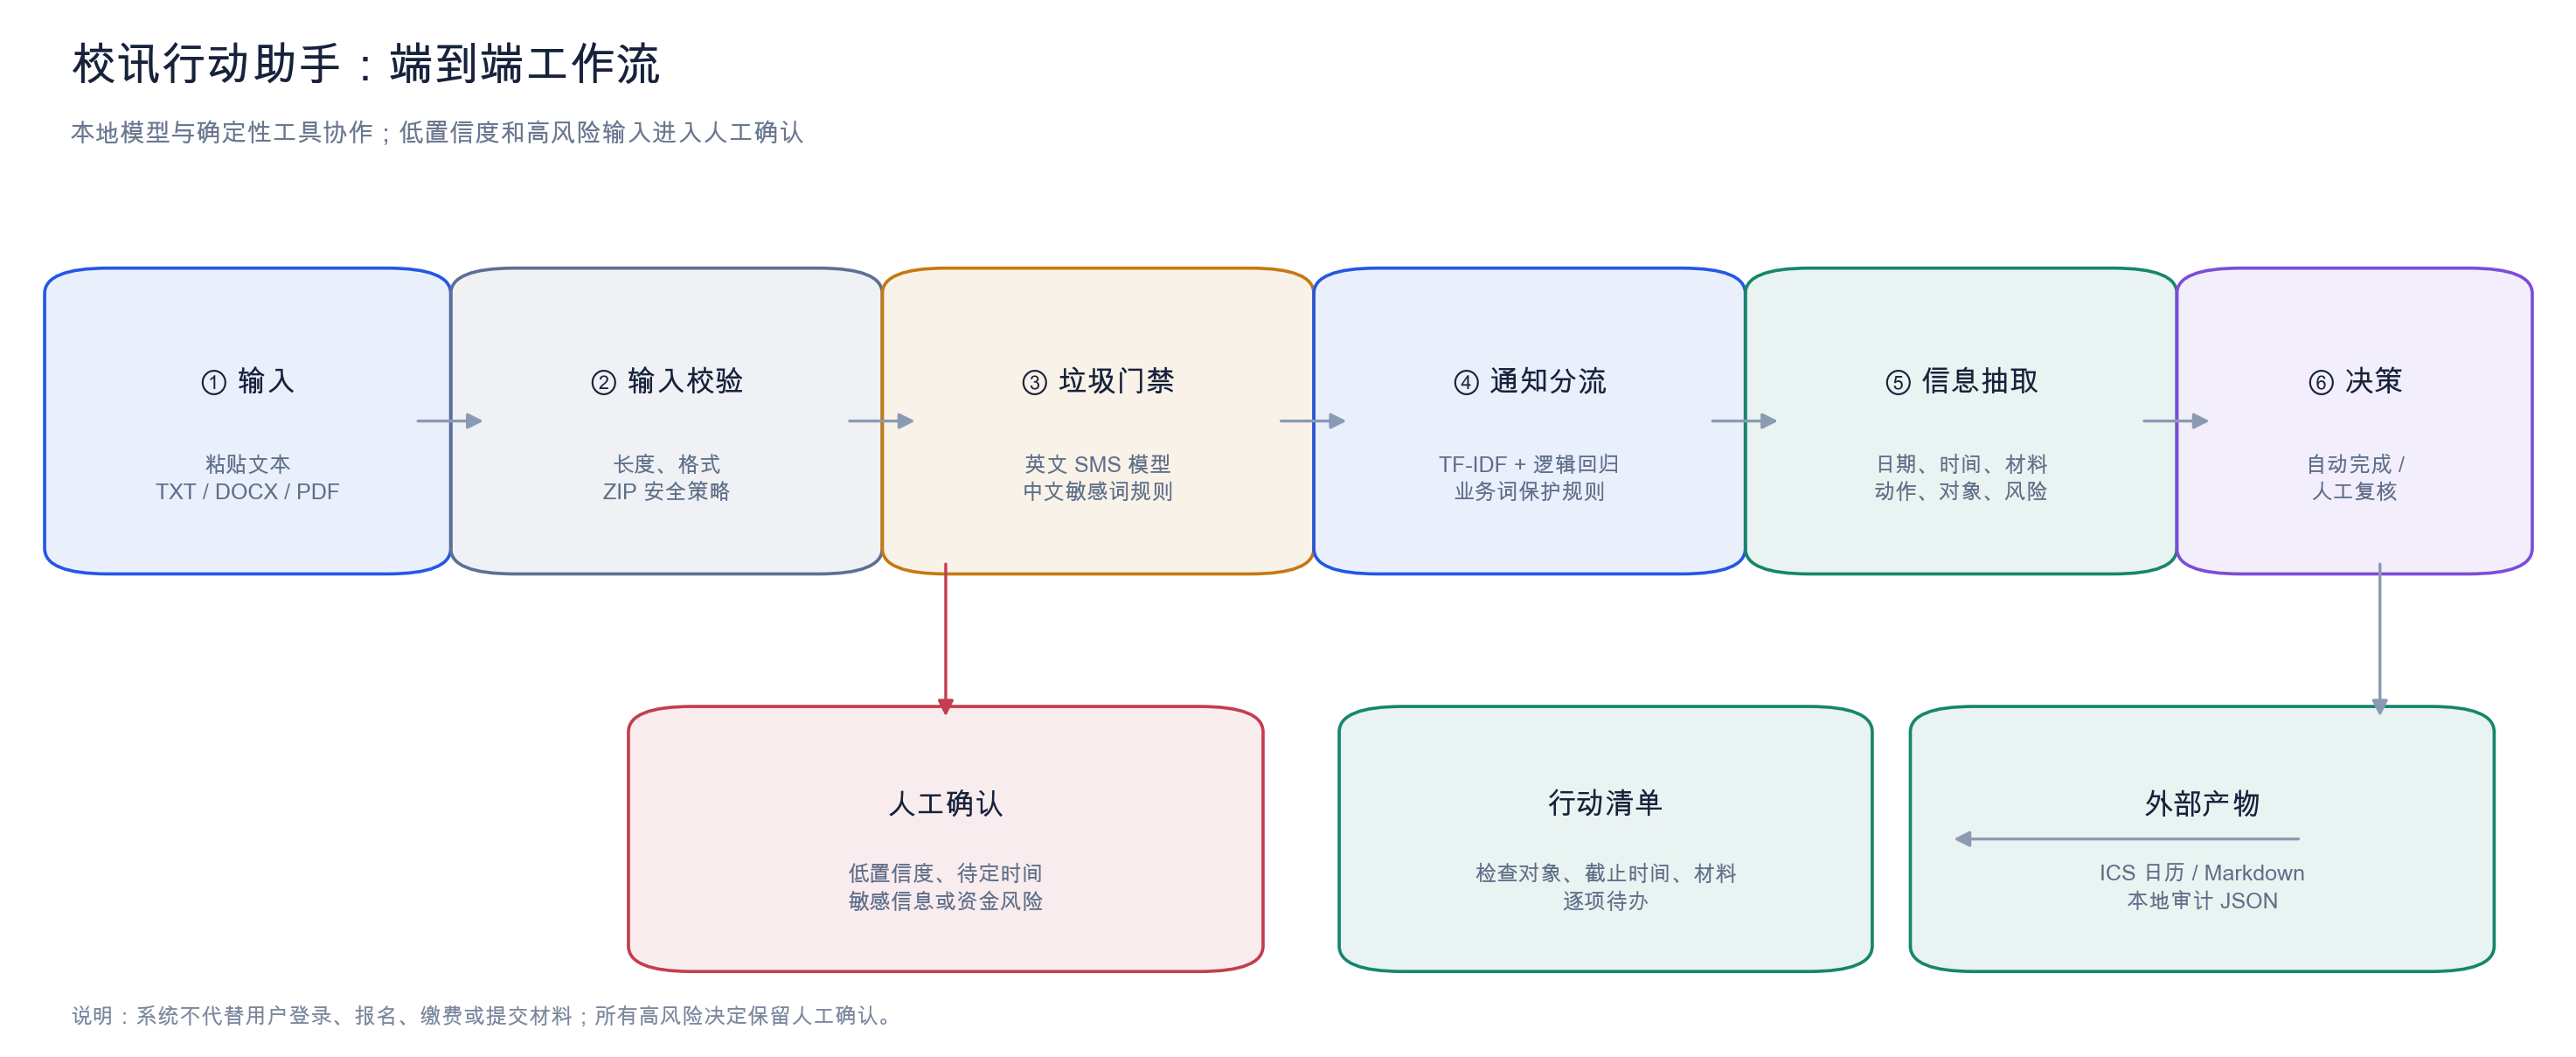 校讯行动助手：端到端工作流
本地模型与确定性工具协作；低置信度和高风险输入进入人工确认
① 输入
粘贴文本
TXT / DOCX / PDF
② 输入校验
长度、格式
ZIP 安全策略
③ 垃圾门禁
英文 SMS 模型
中文敏感词规则
④ 通知分流
TF-IDF + 逻辑回归
业务词保护规则
⑤ 信息抽取
日期、时间、材料
动作、对象、风险
⑥ 决策
自动完成 /
人工复核
人工确认
低置信度、待定时间
敏感信息或资金风险
行动清单
检查对象、截止时间、材料
逐项待办
外部产物
ICS 日历 / Markdown
本地审计 JSON
说明：系统不代替用户登录、报名、缴费或提交材料；所有高风险决定保留人工确认。